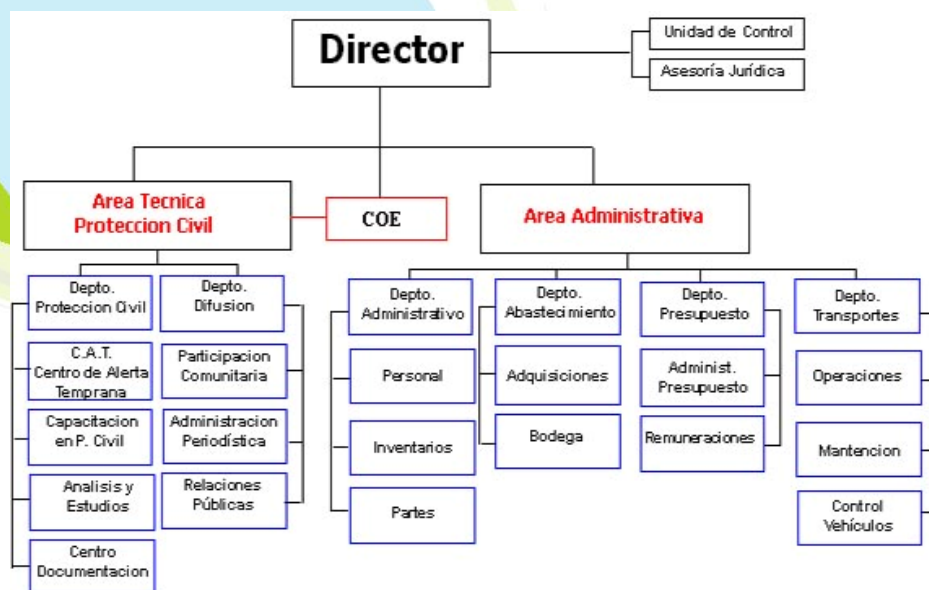 Director
Unidad de Control
Asesoría Jurídica
Area Tecnica
Proteccion Civil
COE
Area Administrativa
Depto.
Proteccion Civil
C.A.T.
Centro de Alerta
Temprana
Capacitacion
en P. Civil
Analisis y
Estudios
Centro
Documentacion
Depto.
Difusion
Participacion
Comunitaria
Administracion
Periodística
Relaciones
Públicas
Depto.
Administrativo
Personal
Inventarios
Partes
Depto.
Abastecimiento
Adquisiciones
Bodega
Depto.
Presupuesto
Administ.
Presupuesto
Remuneraciones
Depto.
Transportes
Operaciones
Mantencion
Control
Vehículos